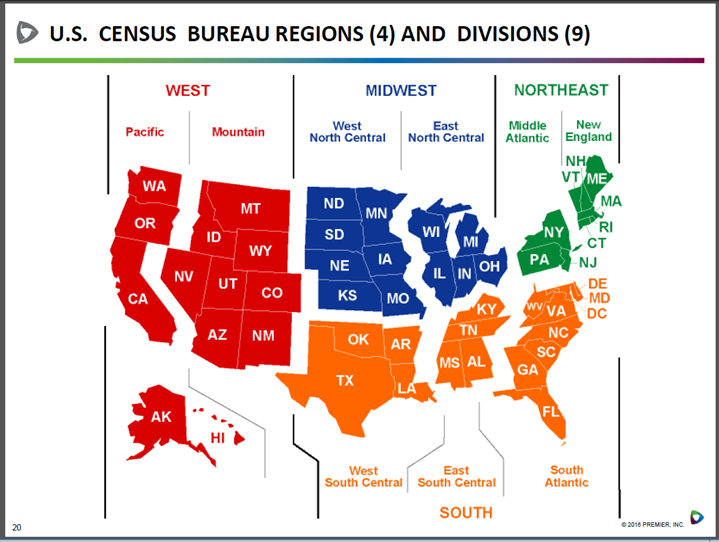 U.S. CENSUS BUREAU REGIONS (4) AND DIVISIONS (9)
WEST
MIDWEST
NORTHEAST
Pacific
Mountain
West
North Central
East
North Central
Middle
Atlantic
New
England
WA
OR
CA
NV
ID
MT
WY
UT
CO
AZ
NM
AK
HI
ND
SD
NE
KS
MN
IA
MO
WI
MI
IL
IN
OH
NH
VT
ME
MA
RI
CT
NY
PA
NJ
OK
TX
AR
LA
KY
TN
MS
AL
DE
MD
DC
WV
VA
NC
SC
GA
FL
West
South Central
East
South Central
South
Atlantic
SOUTH
20
© 2016 PREMIER, INC.